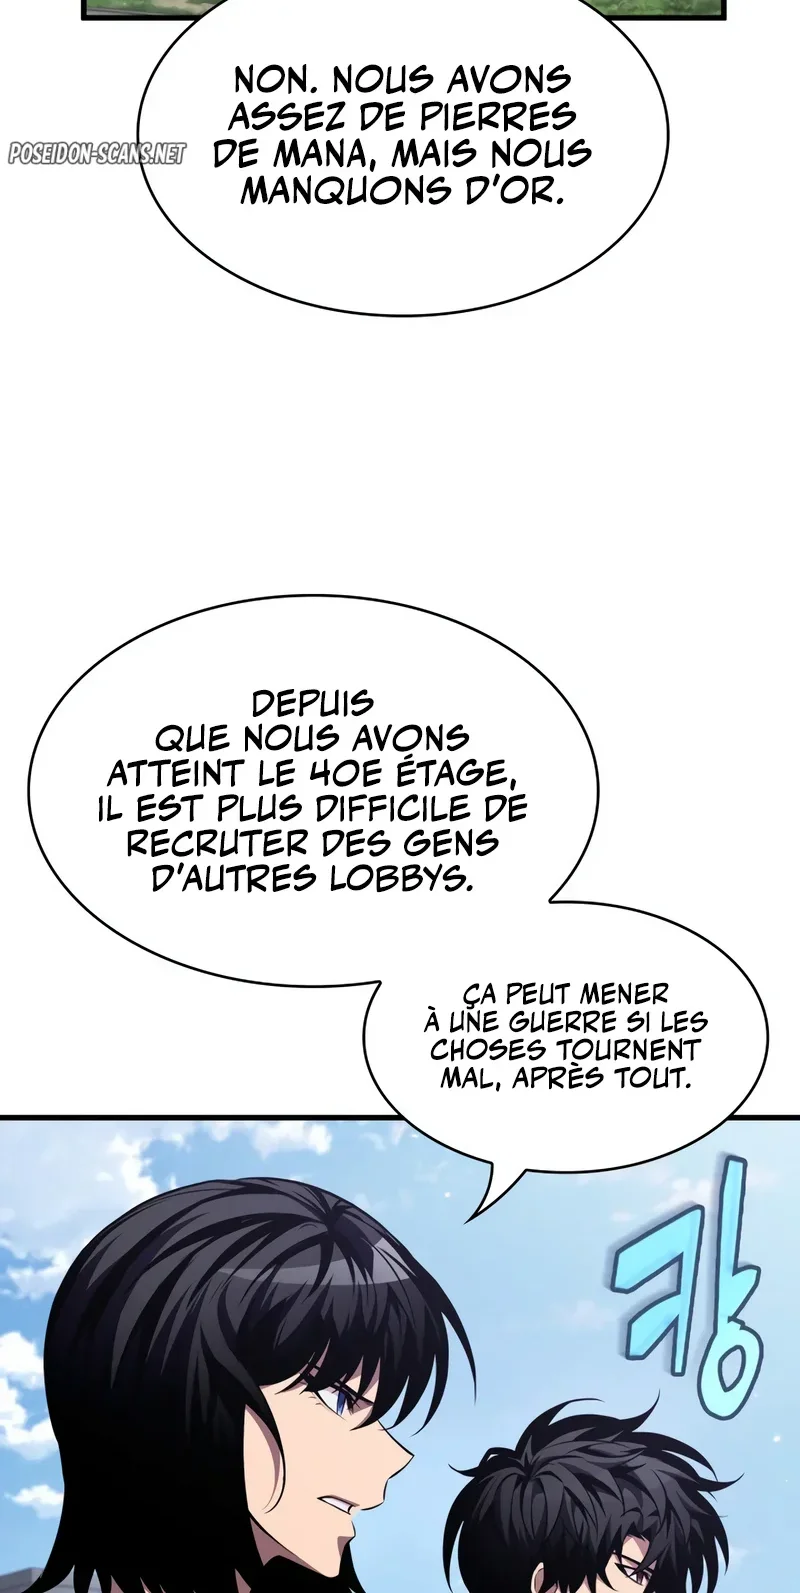 NON. NOUS AVONS
ASSEZ DE PIERRES
DE MANA, MAIS NOUS
MANQUONS D'OR.
POSEIDON-SCANS.NET
DEPUIS
QUE NOUS AVONS
ATTEINT LE 40E ÉTAGE,
IL EST PLUS DIFFICILE DE
RECRUTER DES GENS
D'AUTRES LOBBYS.
ÇA PEUT MENER
À UNE GUERRE SI LES
CHOSES TOURNENT
MAL, APRÈS TOUT.
캉